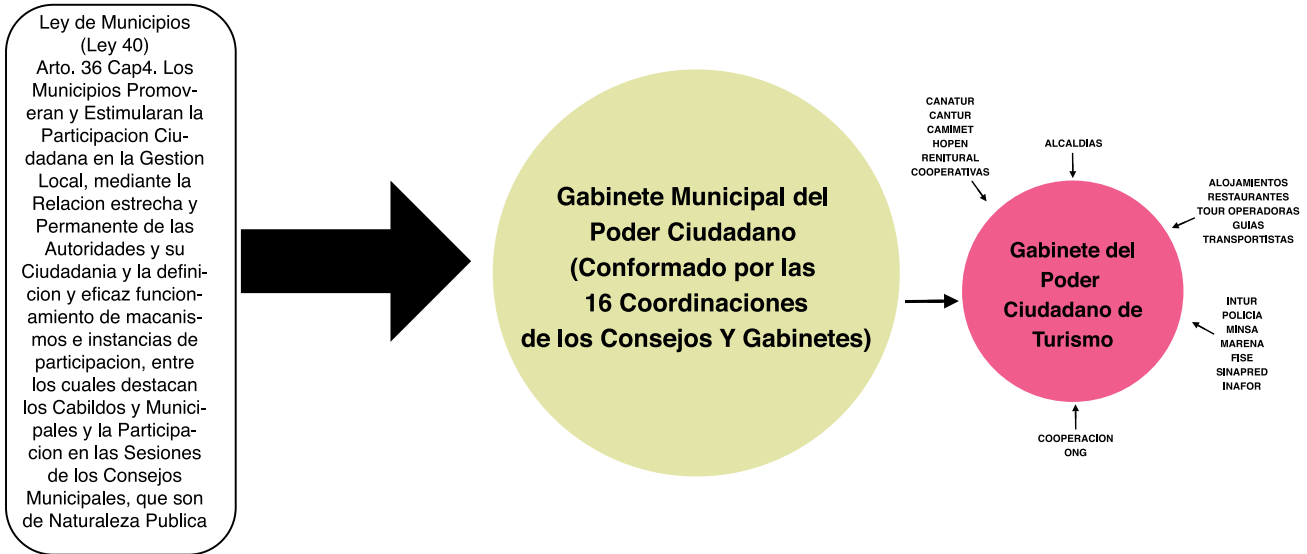 Ley de Municipios
(Ley 40)
Arto. 36 Cap4. Los
Municipios Promov-
eran y Estimularan la
Participacion Ciu-
dadana en la Gestion
Local, mediante la
Relacion estrecha y
Permanente de las
Autoridades y su
Ciudadania y la defini-
cion y eficaz funcion-
amiento de macanis-
mos e instancias de
participacion, entre
los cuales destacan
los Cabildos y Munici-
pales y la Participa-
cion en las Sesiones
de los Consejos
Municipales, que son
de Naturaleza Publica
Gabinete Municipal del
Poder Ciudadano
(Conformado por las
16 Coordinaciones
de los Consejos Y Gabinetes)
CANATUR
CANTUR
CAMIMET
HOPEN
RENITURAL
COOPERATIVAS
ALCALDIAS
ALOJAMIENTOS
RESTAURANTES
TOUR OPERADORAS
GUIAS
TRANSPORTISTAS
Gabinete del
Poder
Ciudadano de
Turismo
INTUR
POLICIA
MINSA
MARENA
FISE
SINAPRED
INAFOR
COOPERACION
ONG